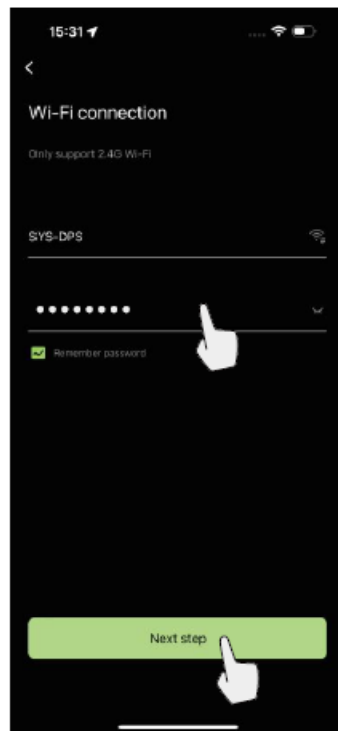 15:31
Wi-Fi connection
Only support 2.4G Wi-Fi
SYS-DPS
Remember password
Next step